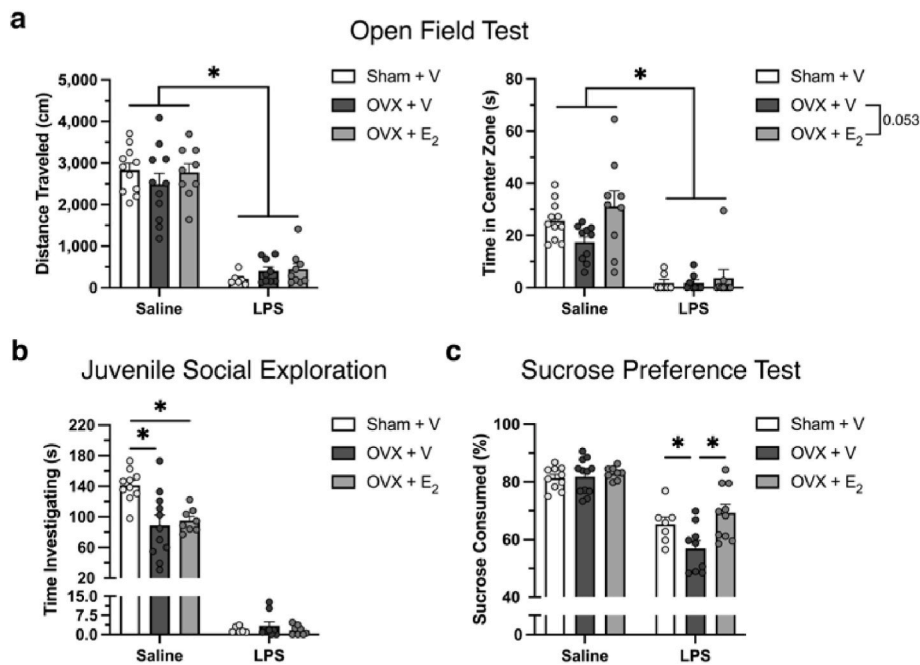 a
Open Field Test
Distance Traveled (cm)
5,000
4,000
3,000
2,000
1,000
0
*
Saline
LPS
Sham + V
OVX + V
OVX + E2
Time in Center Zone (s)
80
60
40
20
0
*
Saline
LPS
Sham + V
OVX + V
OVX + E2
0.053
b
Juvenile Social Exploration
Time Investigating (s)
220
180
140
100
60
20
15.0
7.5
0.0
*
*
Saline
LPS
Sham + V
OVX + V
OVX + E2
c
Sucrose Preference Test
Sucrose Consumed (%)
100
80
60
40
0
*
*
Saline
LPS
Sham + V
OVX + V
OVX + E2